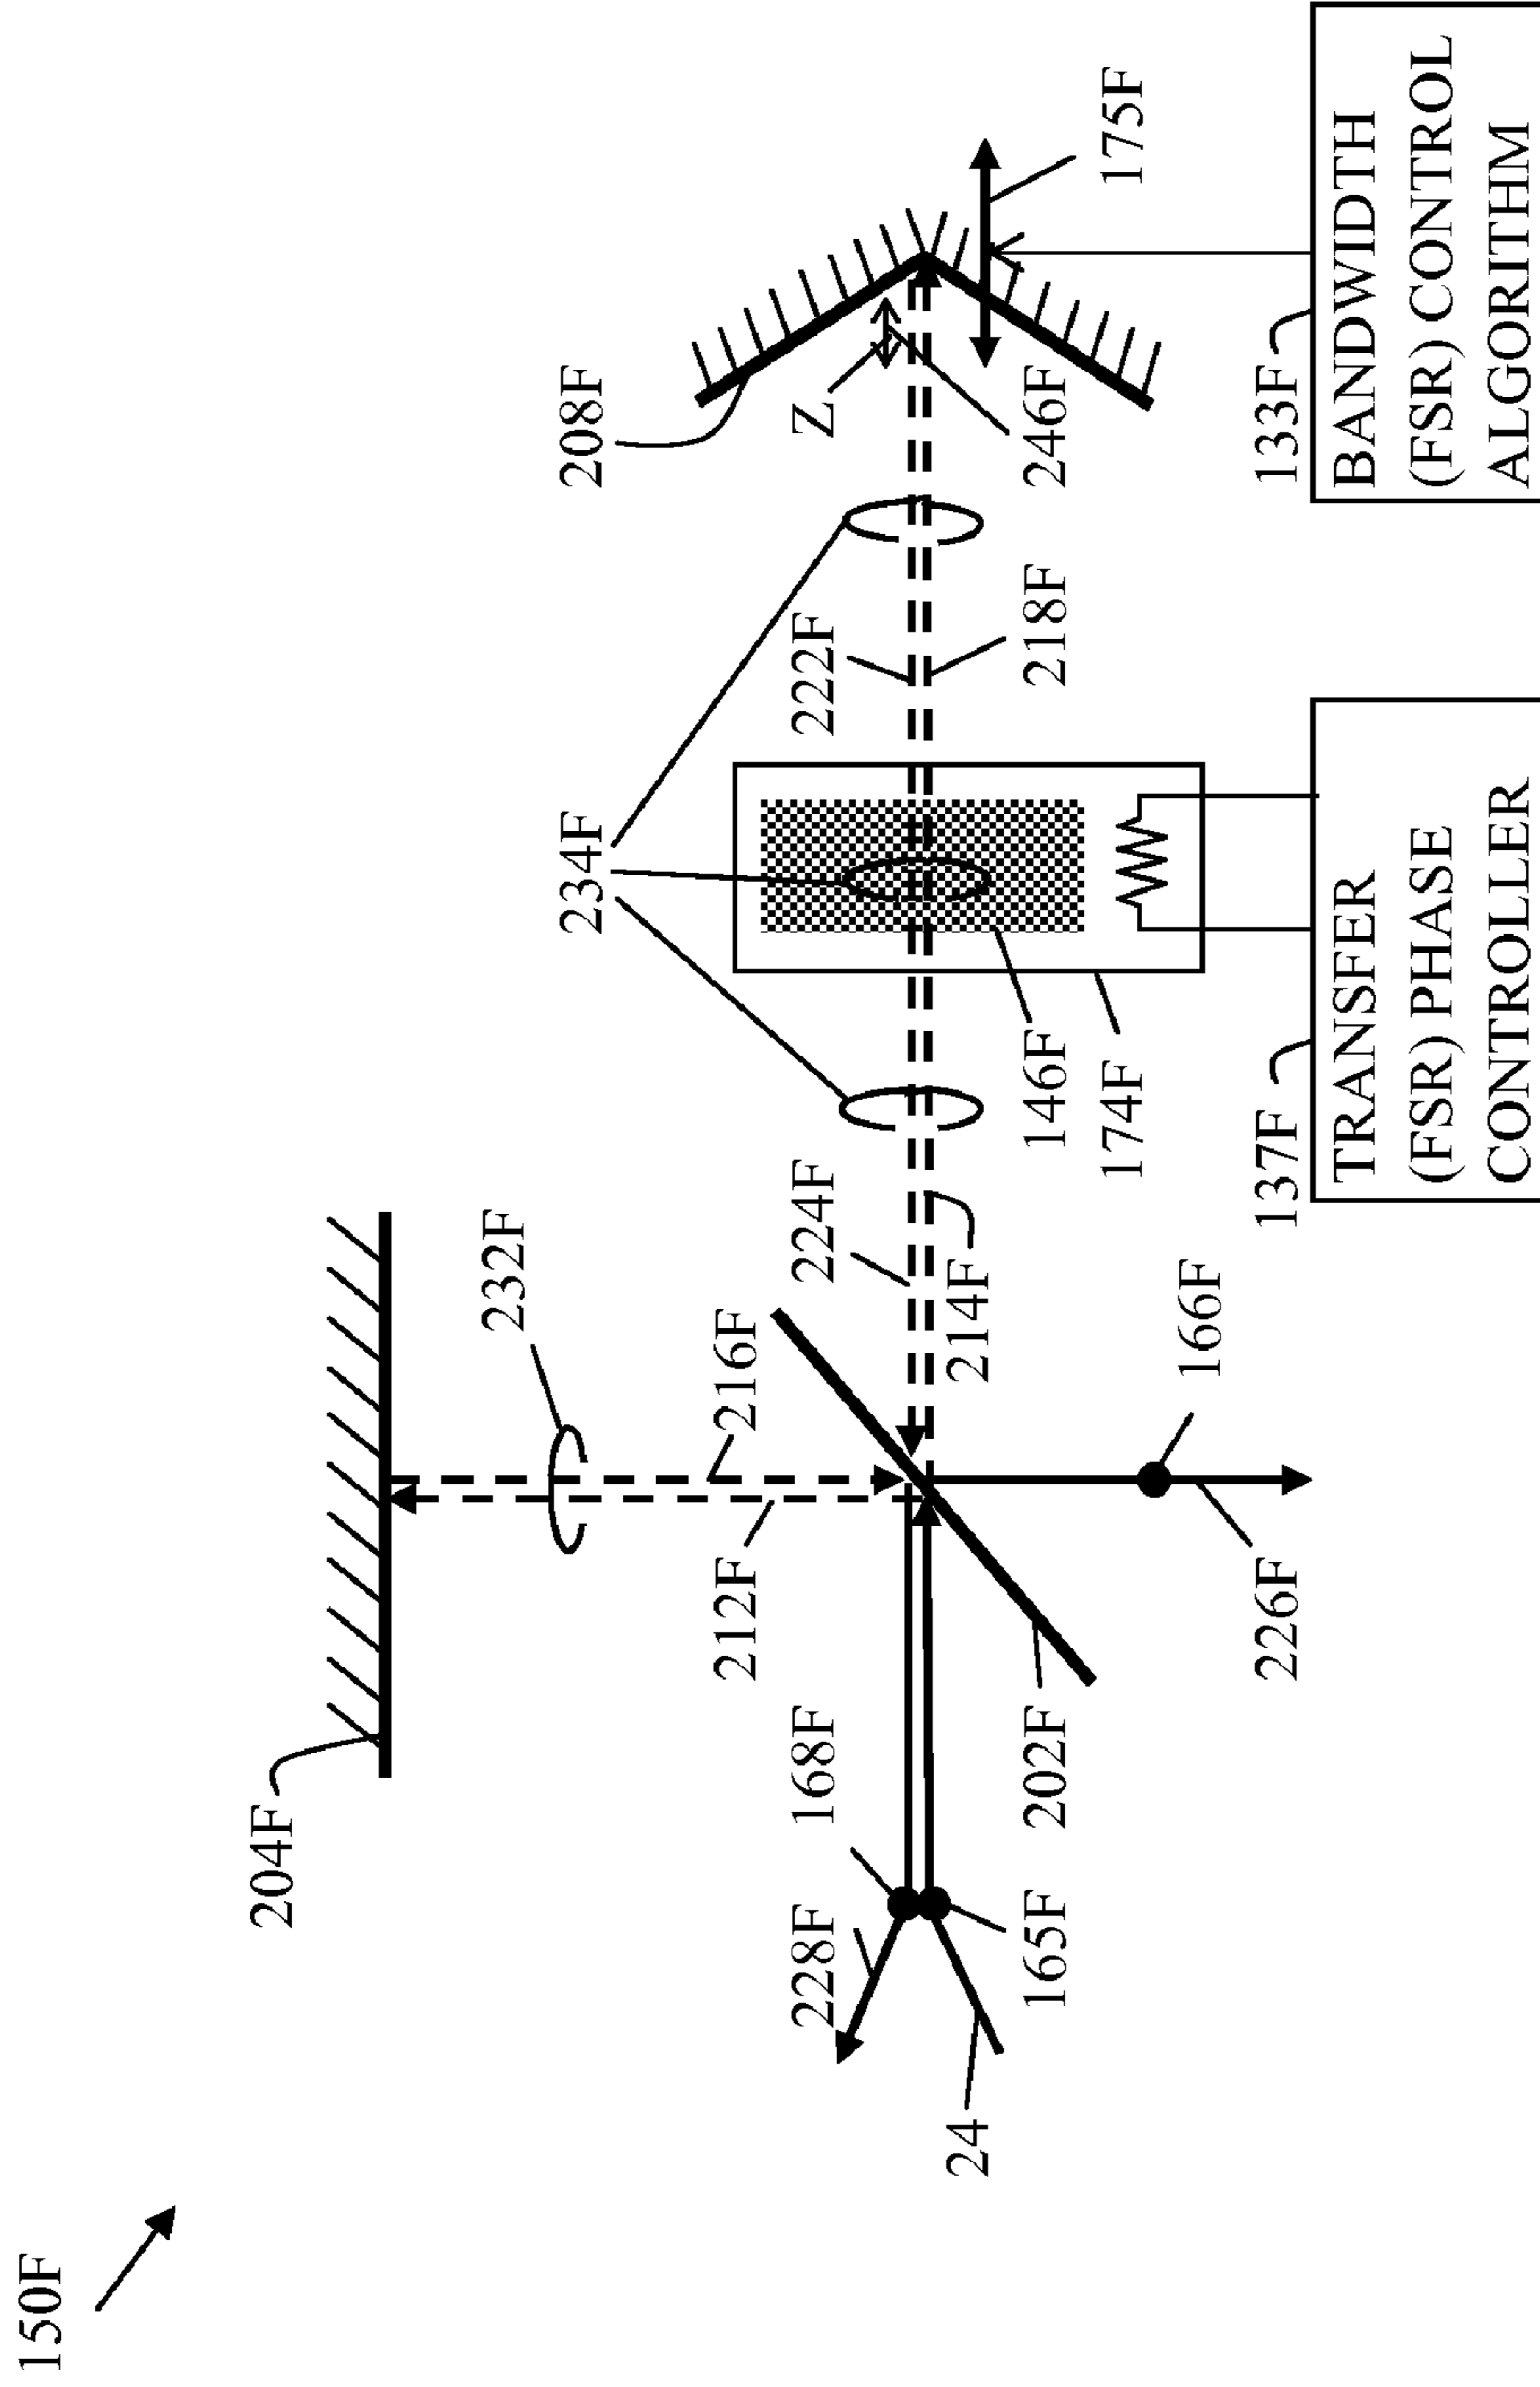 150F
204F
232F
234F
208F
212F
216F
228F
168F
224F
222F
Z
24
214F
165F
202F
146F
218F
246F
174F
175F
166F
226F
137F
133F
TRANSFER
(FSR) PHASE
CONTROLLER
BANDWIDTH
(FSR) CONTROL
ALGORITHM